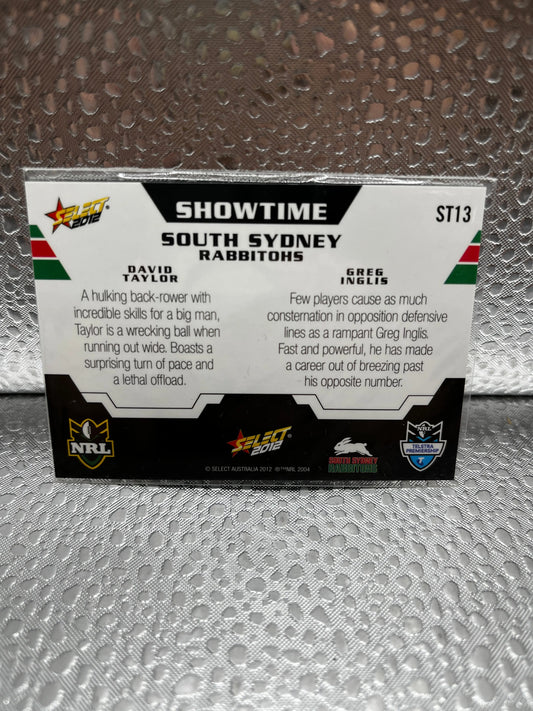 SELECT 2012
SHOWTIME
ST13
SOUTH SYDNEY
RABBITOHS
DAVID
TAYLOR
A hulking back-rower with
incredible skills for a big man,
Taylor is a wrecking ball when
running out wide. Boasts a
surprising turn of pace and
a lethal offload.
GREG
INGLIS
Few players cause as much
consternation in opposition defensive
lines as a rampant Greg Inglis.
Fast and powerful, he has made
a career out of breezing past
his opposite number.
NRL
SELECT 2012
© SELECT AUSTRALIA 2012 ®™NRL 2004
SOUTH SYDNEY
RABBITOHS
NRL
TELSTRA
PREMIERSHIP
T